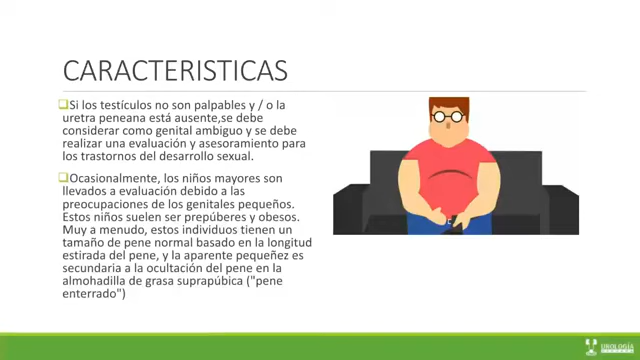 CARACTERISTICAS
Si los testículos no son palpables y / o la
uretra peneana está ausente,se debe
considerar como genital ambiguo y se debe
realizar una evaluación y asesoramiento para
los trastornos del desarrollo sexual.
Ocasionalmente, los niños mayores son
llevados a evaluación debido a las
preocupaciones de los genitales pequeños.
Estos niños suelen ser prepúberes y obesos.
Muy a menudo, estos individuos tienen un
tamaño de pene normal basado en la longitud
estirada del pene, y la aparente pequeñez es
secundaria a la ocultación del pene en la
almohadilla de grasa suprapúbica ("pene
enterrado")
UROLOGÍA